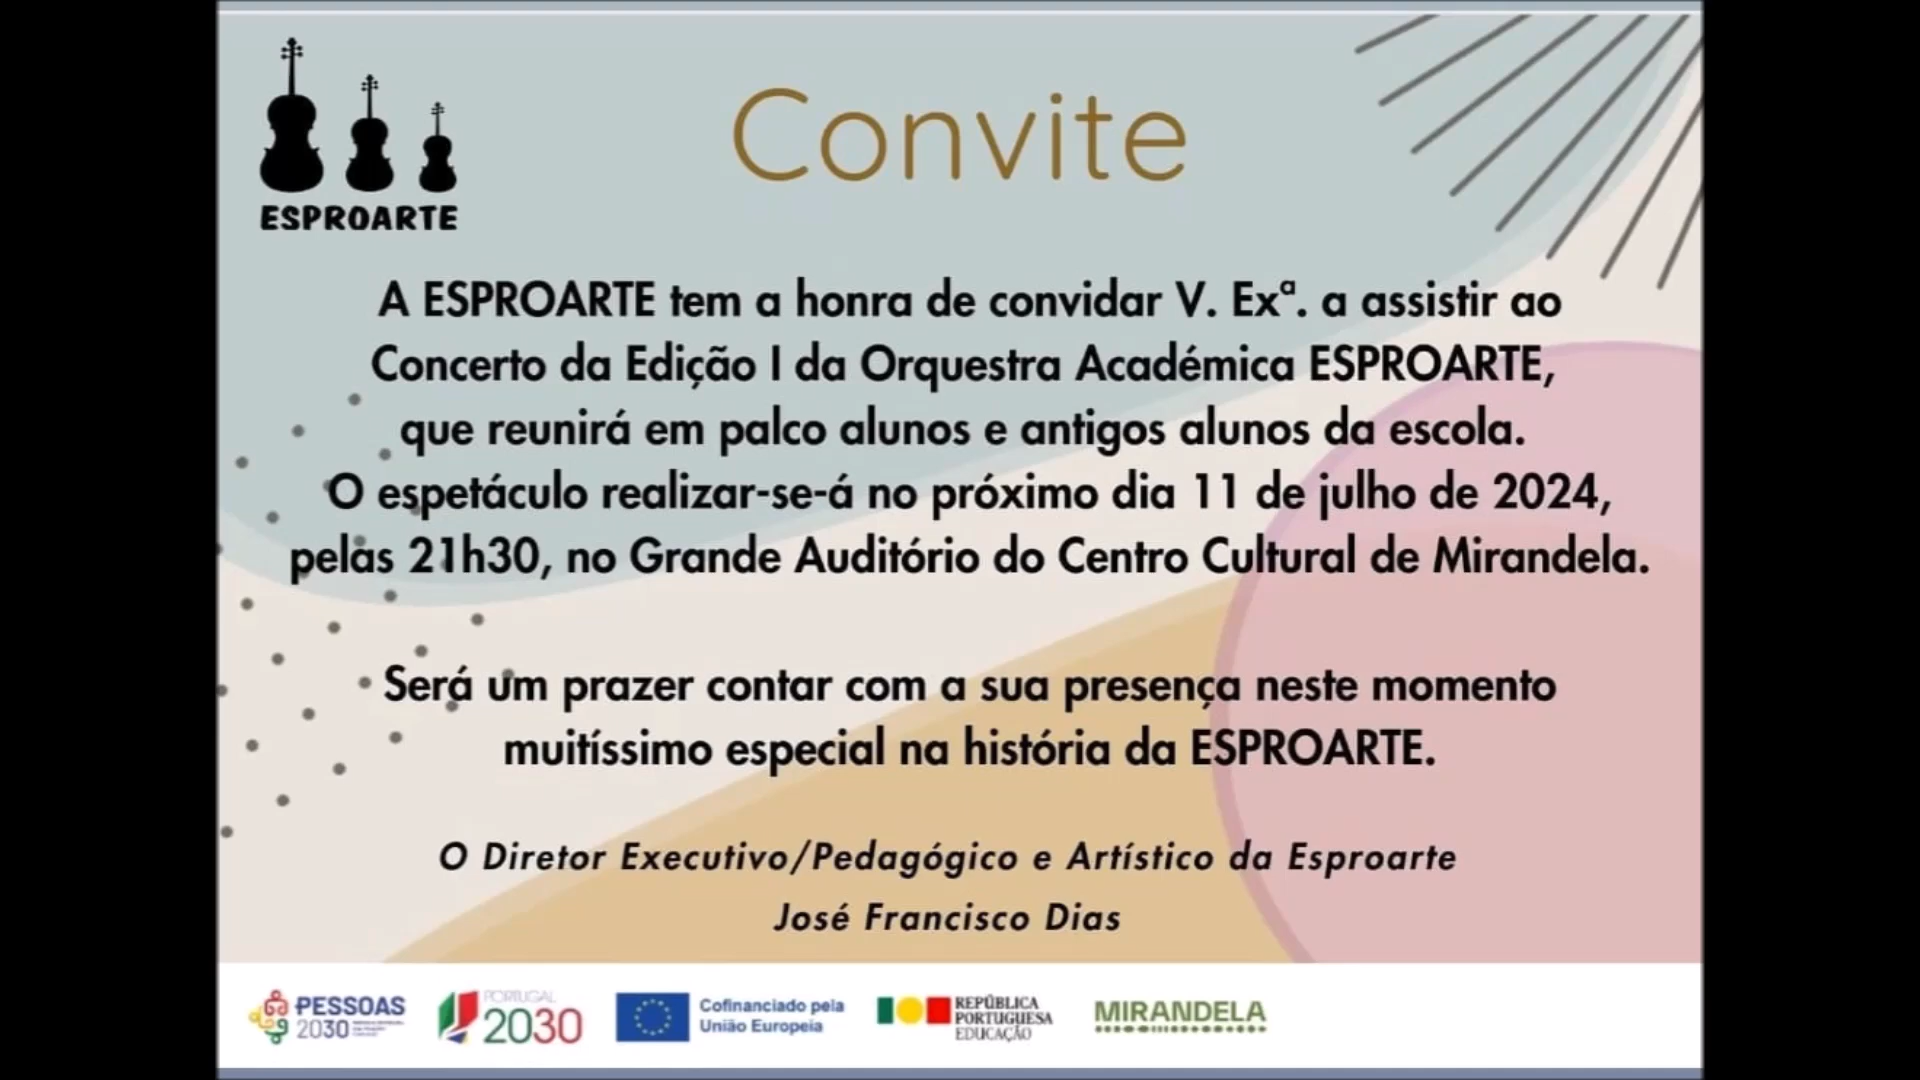 ESPROARTE
Convite
A ESPROARTE tem a honra de convidar V. Exª. a assistir ao
Concerto da Edição I da Orquestra Académica ESPROARTE,
que reunirá em palco alunos e antigos alunos da escola.
O espetáculo realizar-se-á no próximo dia 11 de julho de 2024,
pelas 21h30, no Grande Auditório do Centro Cultural de Mirandela.
Será um prazer contar com a sua presença neste momento
muitíssimo especial na história da ESPROARTE.
O Diretor Executivo/Pedagógico e Artístico da Esproarte
José Francisco Dias
PESSOAS
2030
PORTUGAL
2030
Cofinanciado pela
União Europeia
REPÚBLICA
PORTUGUESA
EDUCAÇÃO
MIRANDELA